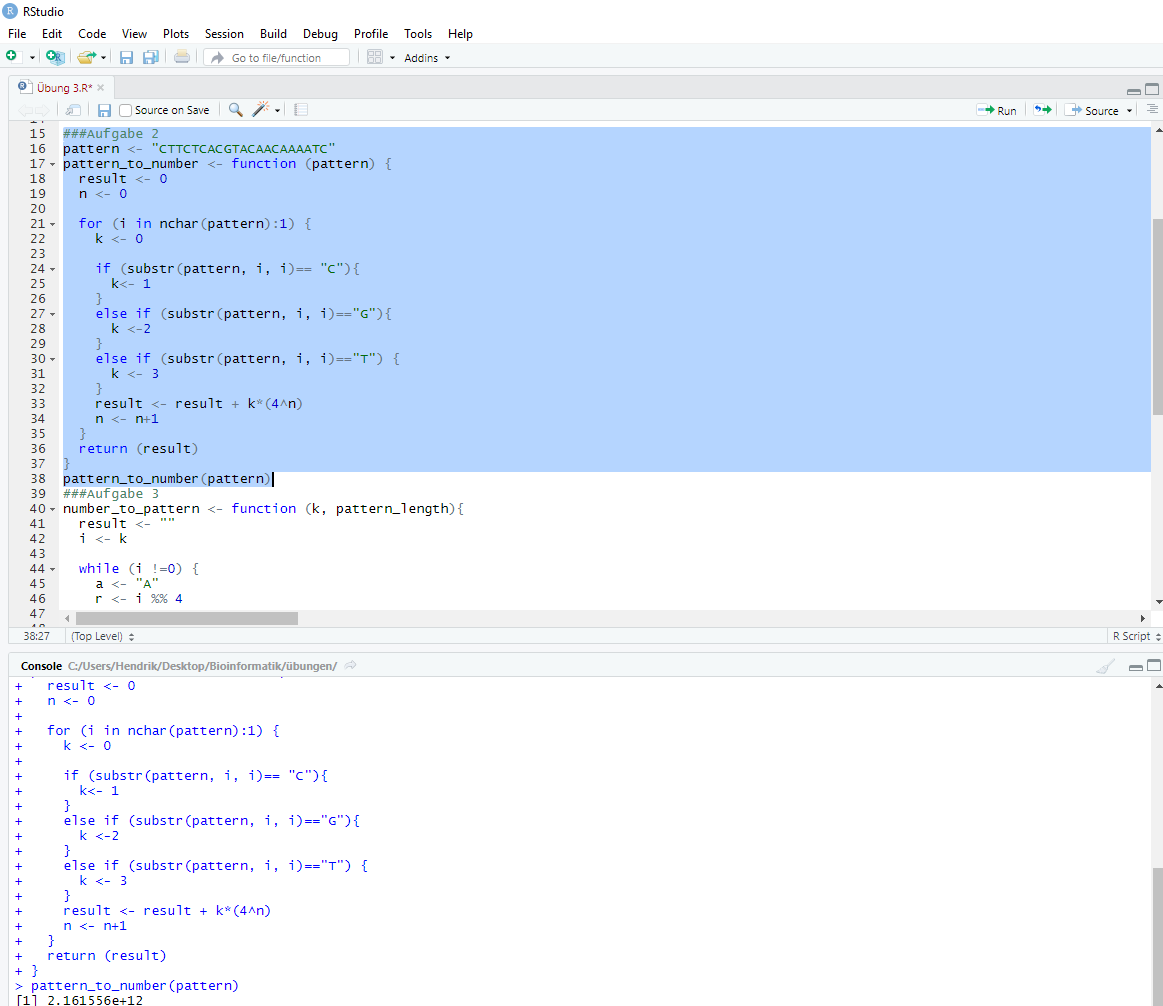 RStudio
File Edit Code View Plots Session Build Debug Profile Tools Help
Go to file/function Addins
Übung 3.R*
Source on Save Run Source
15 ###Aufgabe 2
16 pattern <- "CTTCTCACGTACAACAAAATC"
17 pattern_to_number <- function (pattern) {
18   result <- 0
19   n <- 0
20
21   for (i in nchar(pattern):1) {
22     k <- 0
23
24     if (substr(pattern, i, i)== "C"){
25       k<- 1
26     }
27     else if (substr(pattern, i, i)=="G"){
28       k <-2
29     }
30     else if (substr(pattern, i, i)=="T") {
31       k <- 3
32     }
33     result <- result + k*(4^n)
34     n <- n+1
35   }
36   return (result)
37 }
38 pattern_to_number(pattern)
39 ###Aufgabe 3
40 number_to_pattern <- function (k, pattern_length){
41   result <- ""
42   i <- k
43
44   while (i !=0) {
45     a <- "A"
46     r <- i %% 4
47
38:27 (Top Level) R Script
Console C:/Users/Hendrik/Desktop/Bioinformatik/übungen/
+   result <- 0
+   n <- 0
+
+   for (i in nchar(pattern):1) {
+     k <- 0
+
+     if (substr(pattern, i, i)== "C"){
+       k<- 1
+     }
+     else if (substr(pattern, i, i)=="G"){
+       k <-2
+     }
+     else if (substr(pattern, i, i)=="T") {
+       k <- 3
+     }
+     result <- result + k*(4^n)
+     n <- n+1
+   }
+   return (result)
+ }
> pattern_to_number(pattern)
[1] 2.161556e+12